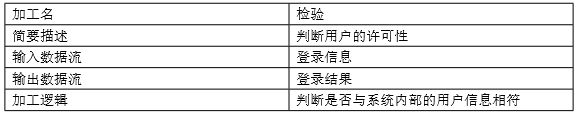 加工名 检验
简要描述 判断用户的许可性
输入数据流 登录信息
输出数据流 登录结果
加工逻辑 判断是否与系统内部的用户信息相符